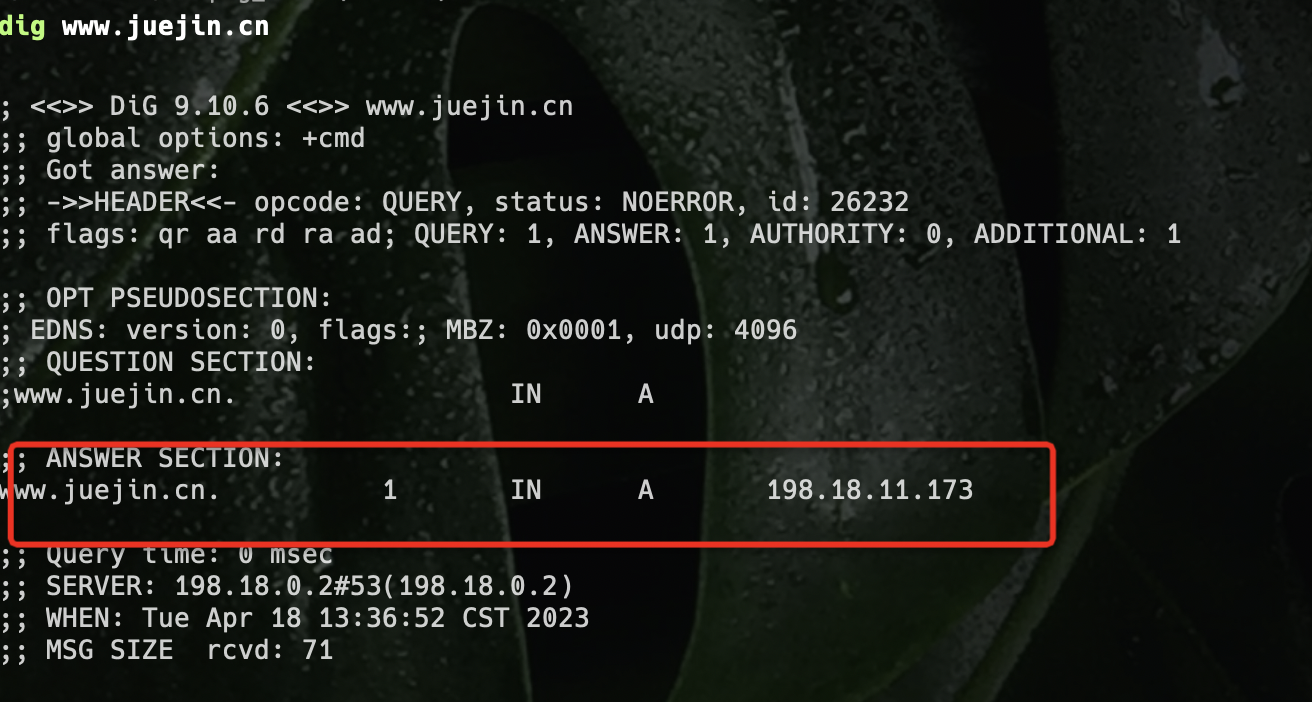 dig www.juejin.cn
; <<>> DiG 9.10.6 <<>> www.juejin.cn
;; global options: +cmd
;; Got answer:
;; ->>HEADER<<- opcode: QUERY, status: NOERROR, id: 26232
;; flags: qr aa rd ra ad; QUERY: 1, ANSWER: 1, AUTHORITY: 0, ADDITIONAL: 1
;; OPT PSEUDOSECTION:
; EDNS: version: 0, flags:; MBZ: 0x0001, udp: 4096
;; QUESTION SECTION:
;www.juejin.cn. IN A
;; ANSWER SECTION:
www.juejin.cn. 1 IN A 198.18.11.173
;; Query time: 0 msec
;; SERVER: 198.18.0.2#53(198.18.0.2)
;; WHEN: Tue Apr 18 13:36:52 CST 2023
;; MSG SIZE rcvd: 71